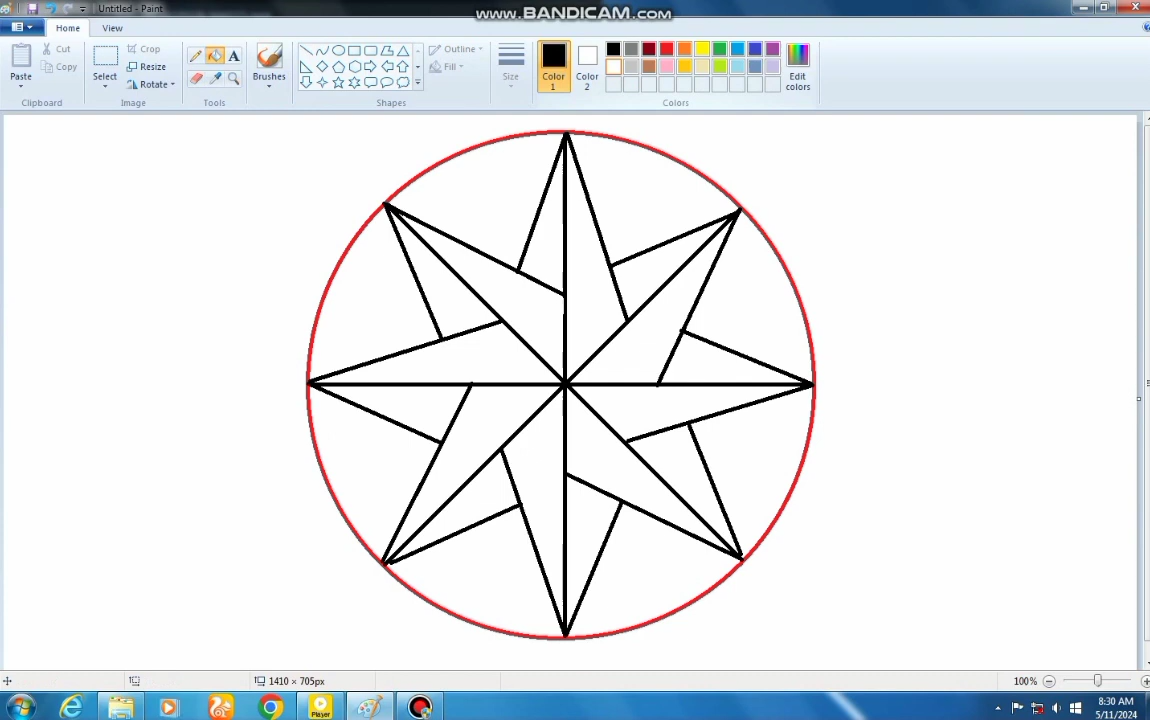 Untitled - Paint
www.BANDICAM.com
Home
View
Paste
Cut
Copy
Clipboard
Select
Crop
Resize
Rotate
Image
A
Tools
Brushes
Outline
Fill
Shapes
Size
Color 1
Color 2
Edit colors
Colors
1410 × 705px
100%
Player
8:30 AM
5/11/2024